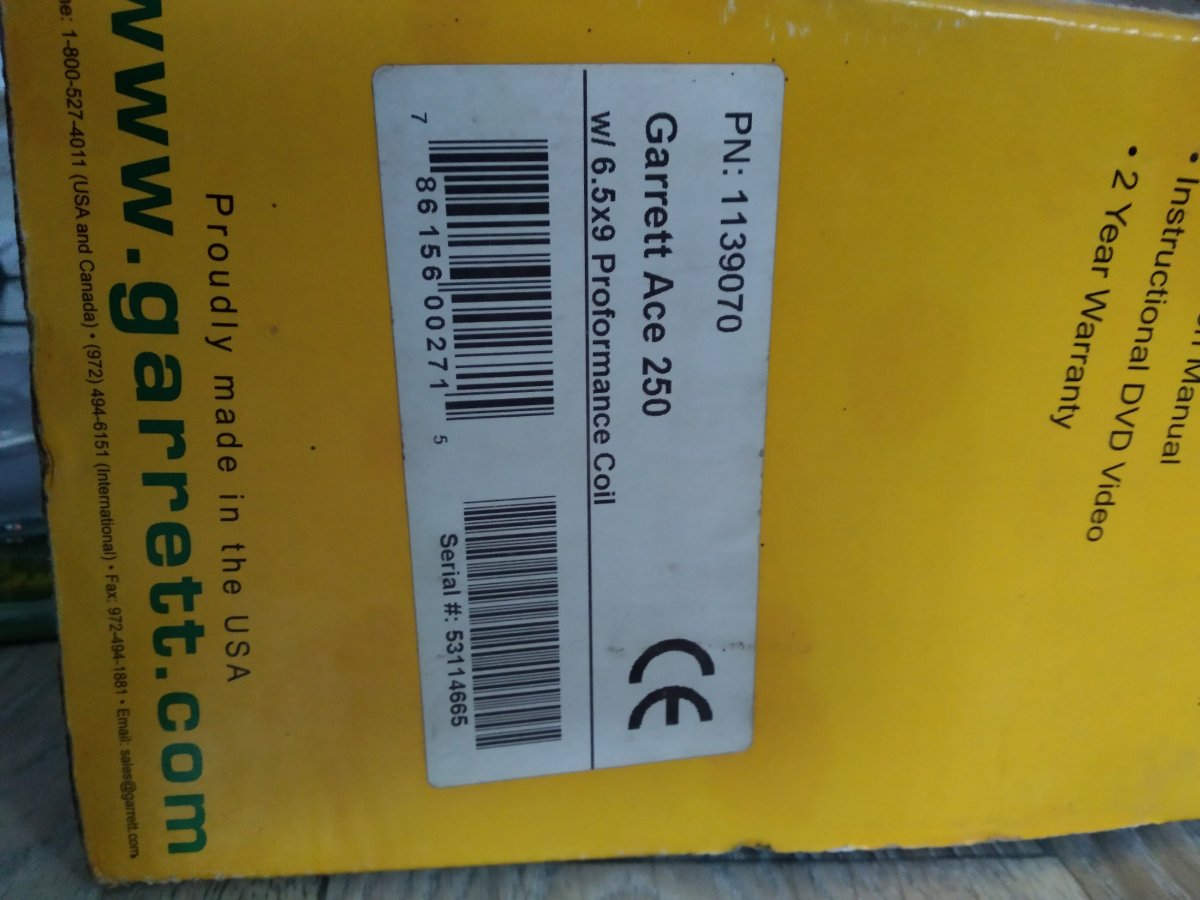 Manual
• Instructional DVD Video
• 2 Year Warranty
PN: 1139070
Garrett Ace 250
w/ 6.5x9 Proformance Coil
CE
7 86156 00271 5
Serial #: 53114665
Proudly made in the USA
www.garrett.com
1-800-527-4011 (USA and Canada) • (972) 494-6151 (International) • Fax: 972-494-1881 • Email: sales@garrett.com